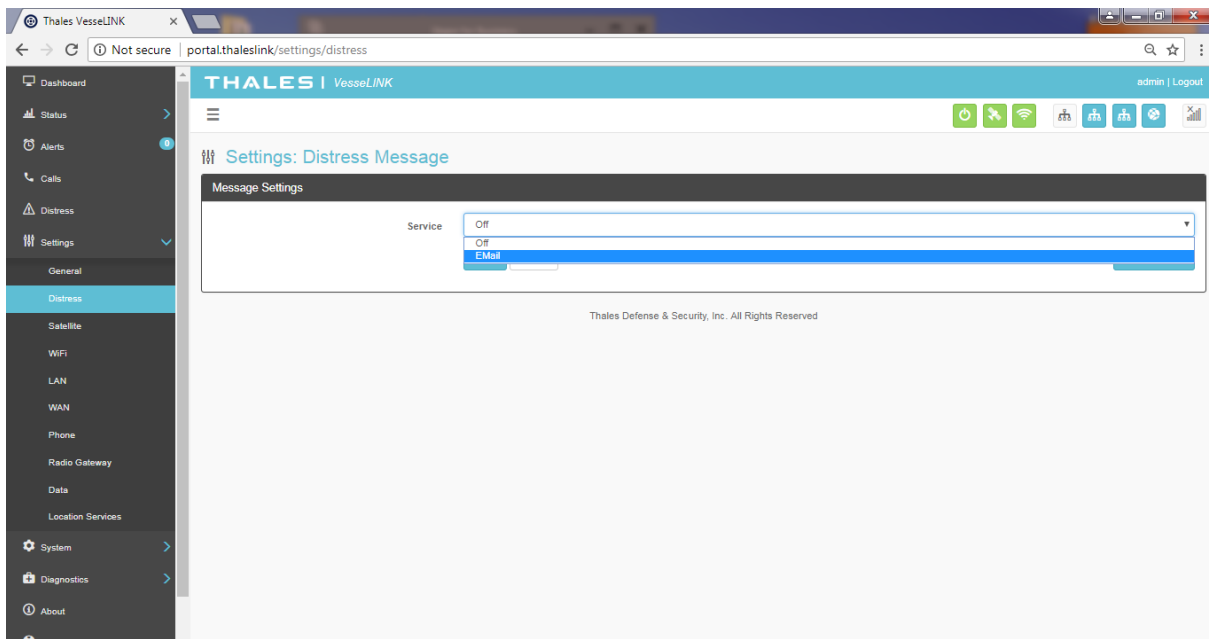 Thales VesseLINK
Not secure | portal.thaleslink/settings/distress
THALES | VesseLINK
admin | Logout
Dashboard
Status
Alerts 0
Calls
Distress
Settings
General
Distress
Satellite
WiFi
LAN
WAN
Phone
Radio Gateway
Data
Location Services
System
Diagnostics
About
Settings: Distress Message
Message Settings
Service Off
Off
EMail
Thales Defense & Security, Inc. All Rights Reserved